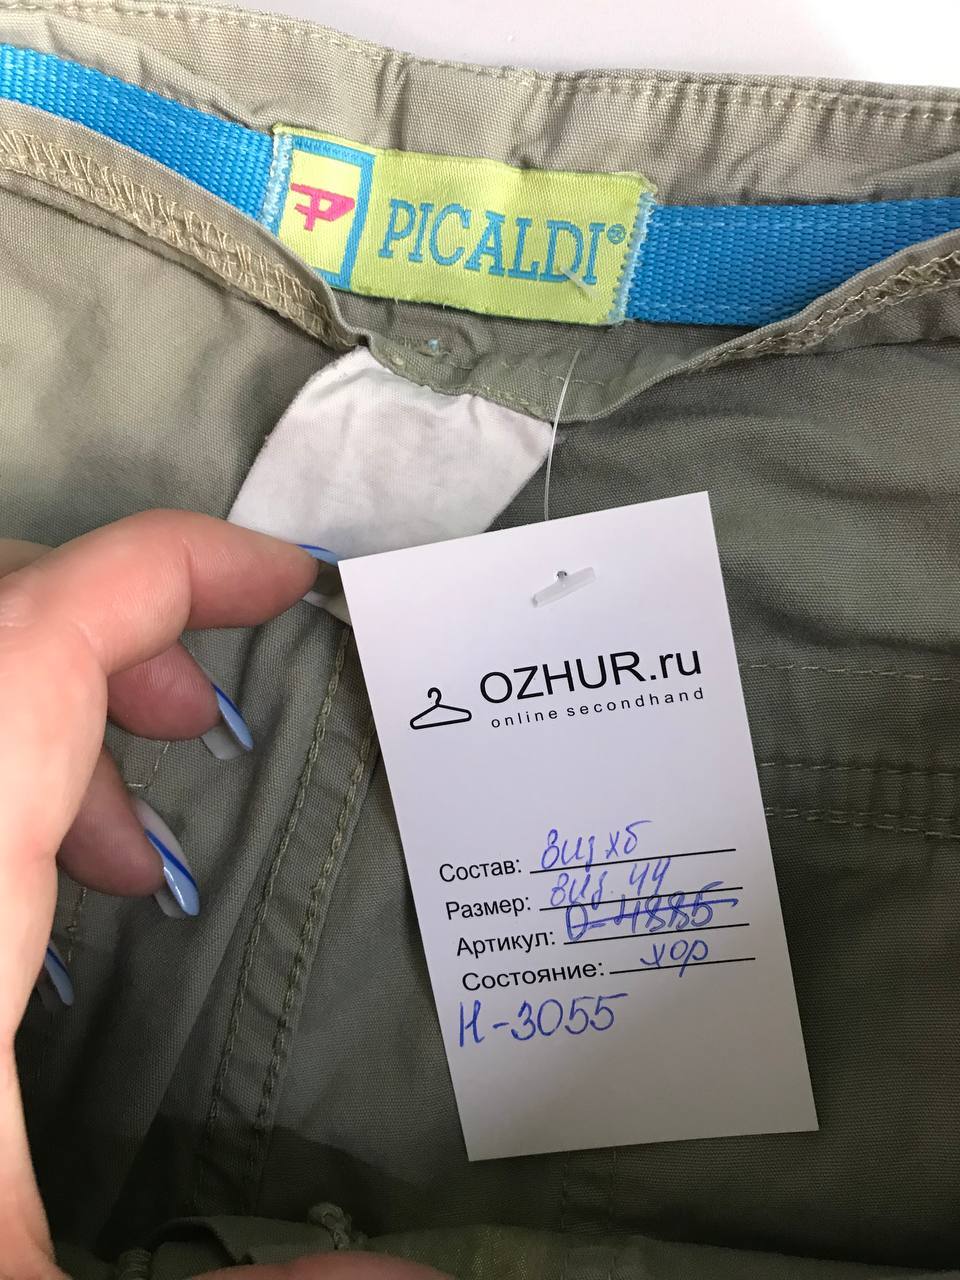 PICALDI®
OZHUR.ru
online secondhand
Состав: виз хб
Размер: виз. 44
Артикул: О-4885
Состояние: хор
Н-3055